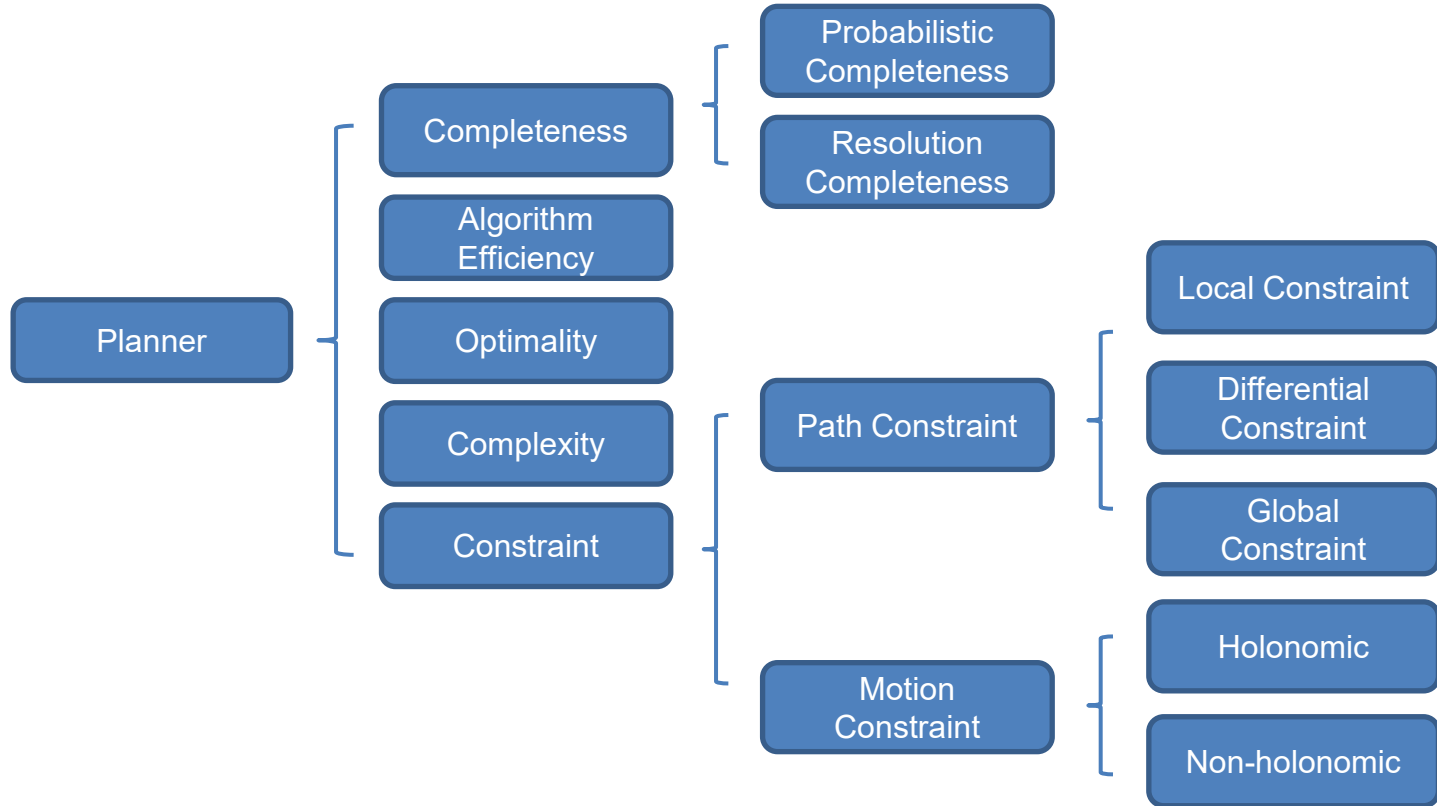 Planner
Completeness
Algorithm
Efficiency
Optimality
Complexity
Constraint
Probabilistic
Completeness
Resolution
Completeness
Path Constraint
Motion
Constraint
Local Constraint
Differential
Constraint
Global
Constraint
Holonomic
Non-holonomic